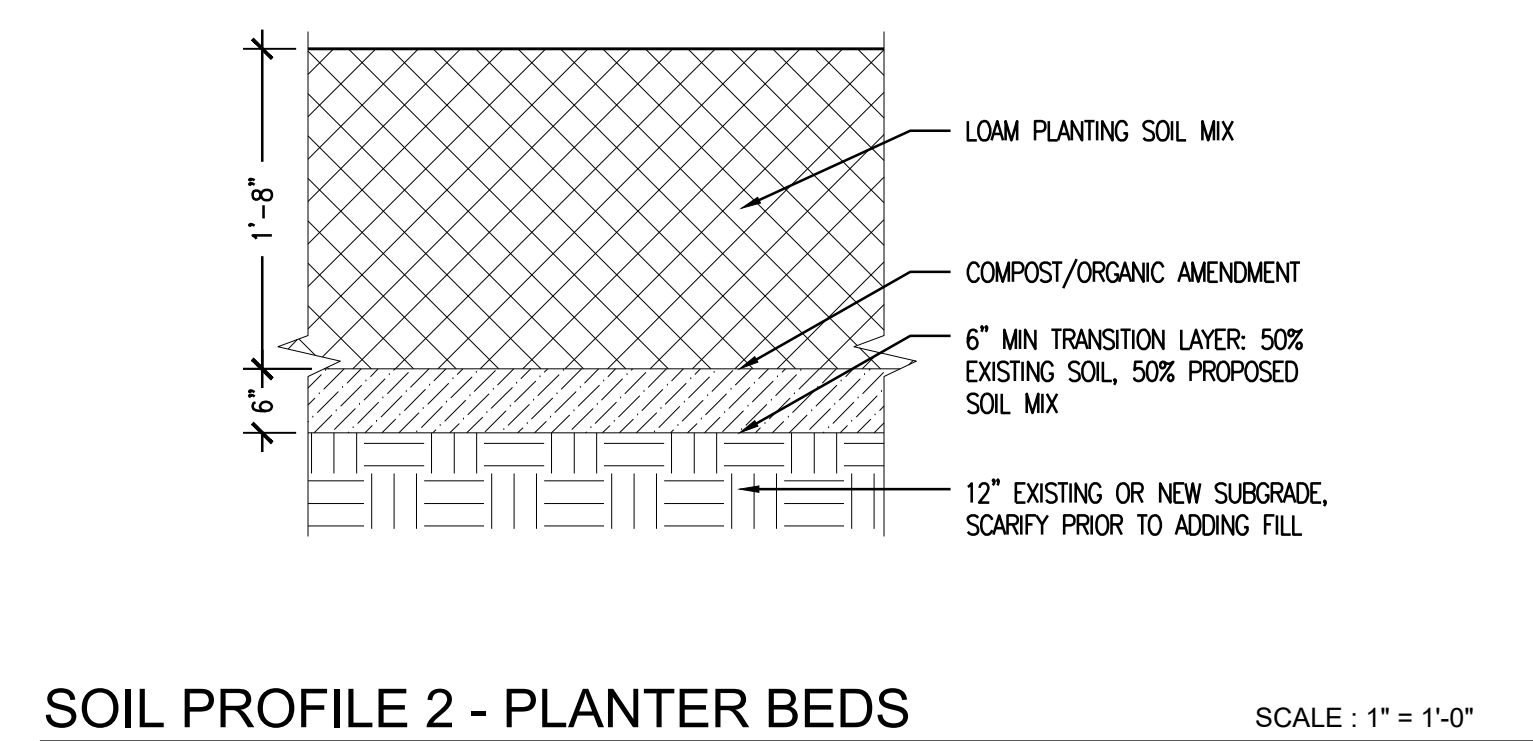 1'-8"
6"
LOAM PLANTING SOIL MIX
COMPOST/ORGANIC AMENDMENT
6" MIN TRANSITION LAYER: 50%
EXISTING SOIL, 50% PROPOSED
SOIL MIX
12" EXISTING OR NEW SUBGRADE,
SCARIFY PRIOR TO ADDING FILL
SOIL PROFILE 2 - PLANTER BEDS
SCALE : 1" = 1'-0"